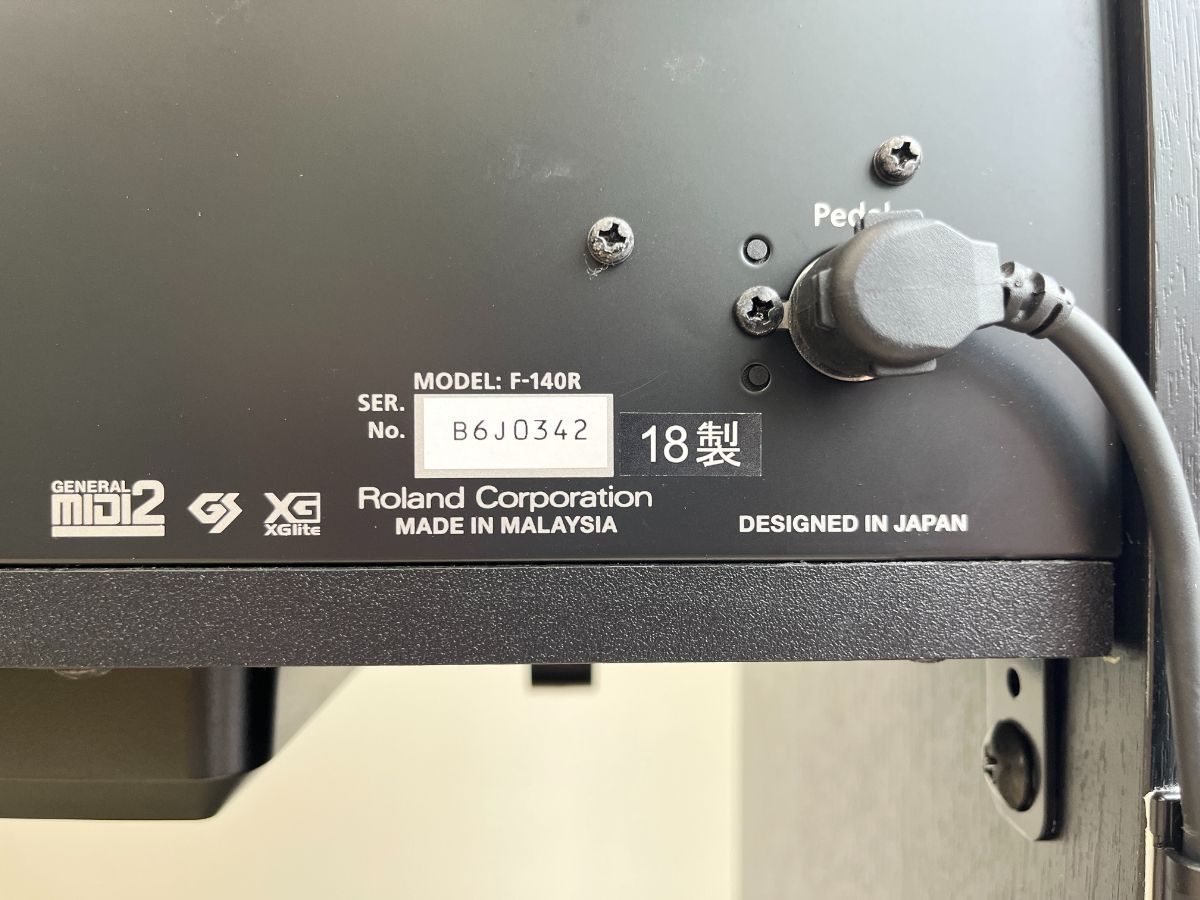 MODEL: F-140R
SER.
No.
B6J0342
18製
GENERAL
MIDI2
GS
XG
XGlite
Roland Corporation
MADE IN MALAYSIA
DESIGNED IN JAPAN